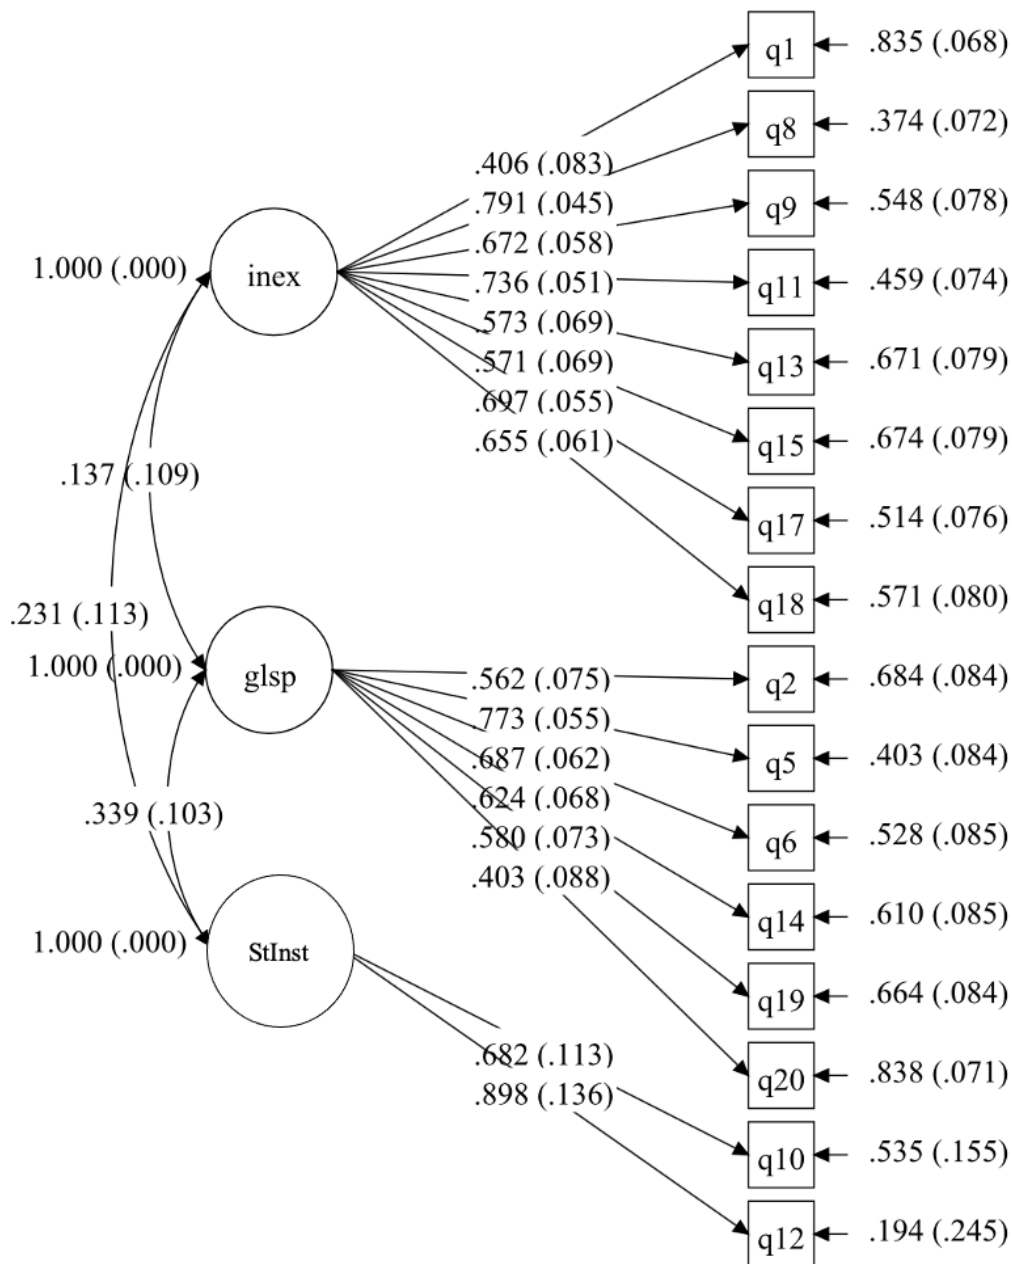 q1 .835 (.068)
q8 .374 (.072)
.406 (.083)
.791 (.045)
q9 .548 (.078)
.672 (.058)
1.000 (.000) inex
.736 (.051)
q11 .459 (.074)
.573 (.069)
.571 (.069)
q13 .671 (.079)
.697 (.055)
.655 (.061)
q15 .674 (.079)
.137 (.109)
q17 .514 (.076)
q18 .571 (.080)
.231 (.113)
1.000 (.000) glsp
.562 (.075)
q2 .684 (.084)
.773 (.055)
.687 (.062)
q5 .403 (.084)
.624 (.068)
.339 (.103)
.580 (.073)
q6 .528 (.085)
.403 (.088)
q14 .610 (.085)
1.000 (.000) StInst
q19 .664 (.084)
.682 (.113)
q20 .838 (.071)
.898 (.136)
q10 .535 (.155)
q12 .194 (.245)